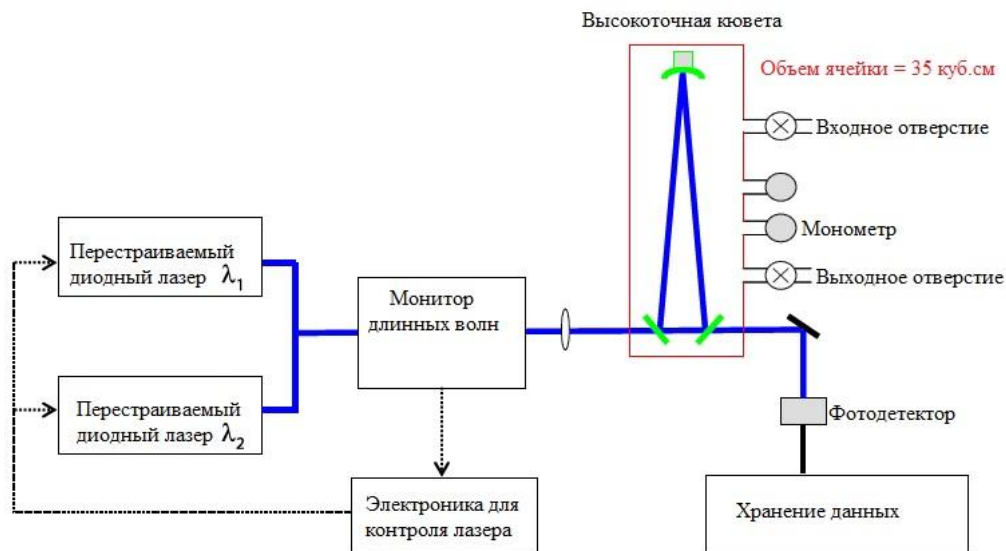 Высокоточная кювета
Объем ячейки = 35 куб.см
Входное отверстие
Монометр
Выходное отверстие
Перестраиваемый
диодный лазер λ1
Монитор
длинных волн
Перестраиваемый
диодный лазер λ2
Фотодетектор
Электроника для
контроля лазера
Хранение данных